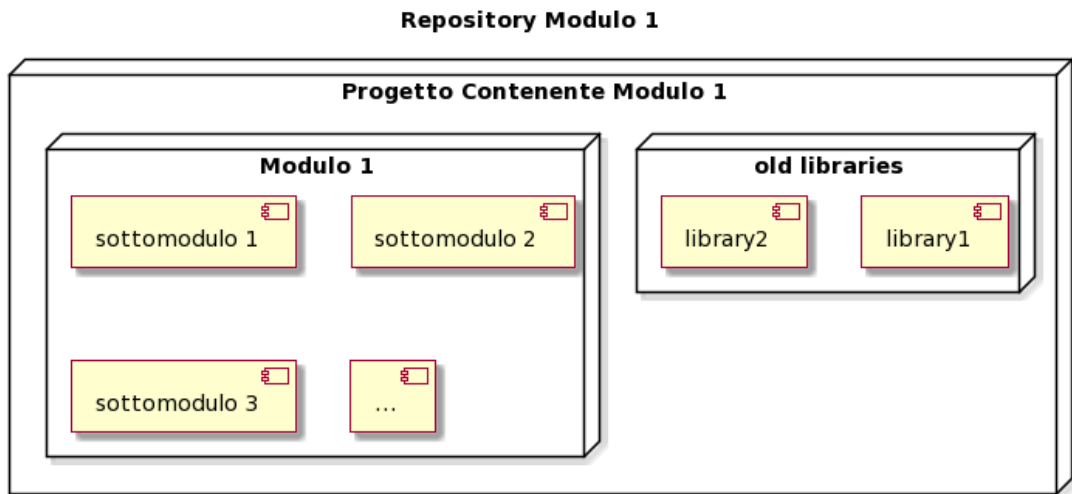 Repository Modulo 1
Progetto Contenente Modulo 1
Modulo 1
sottomodulo 1
sottomodulo 2
sottomodulo 3
...
old libraries
library2
library1